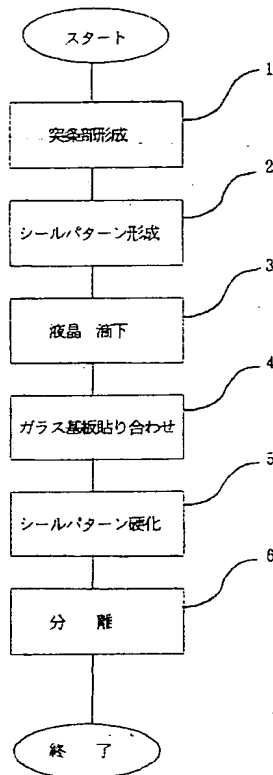 スタート
1
突条部形成
2
シールパターン形成
3
液晶 滴下
4
ガラス基板貼り合わせ
5
シールパターン硬化
6
分 離
終 了